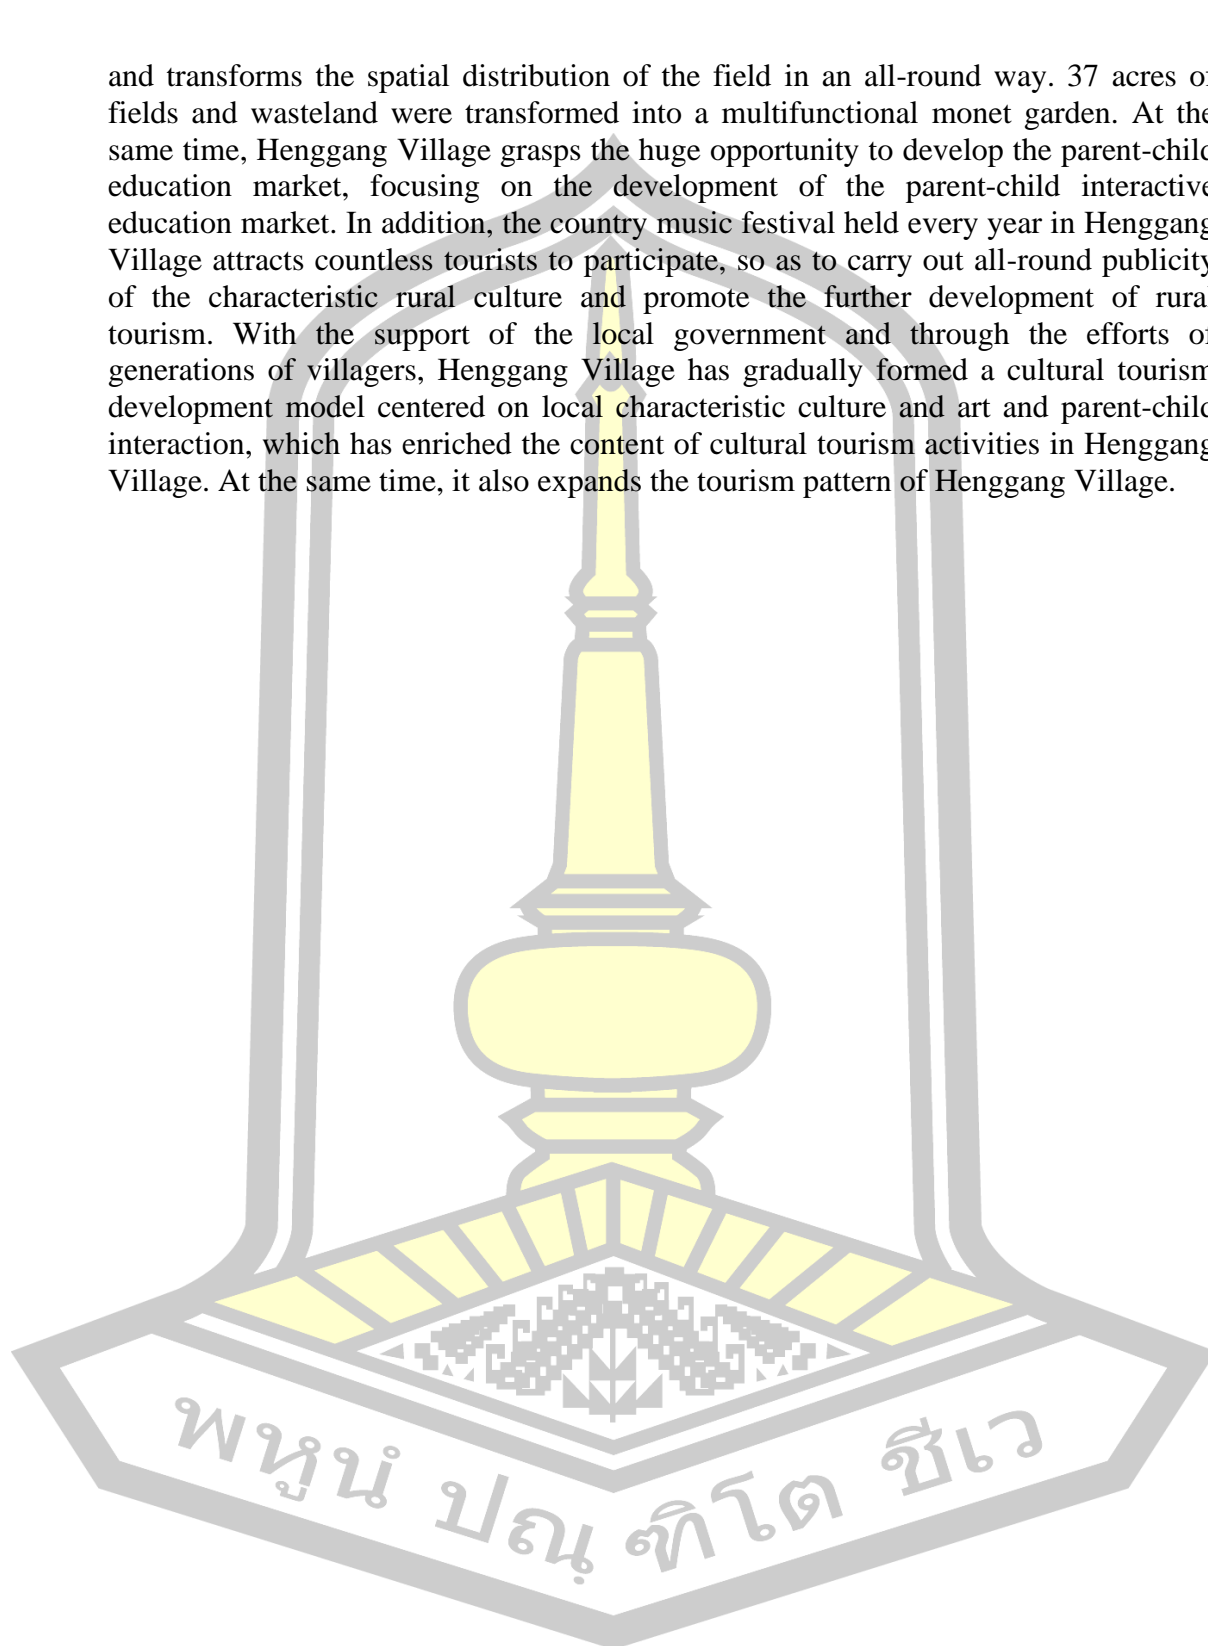 and transforms the spatial distribution of the field in an all-round way. 37 acres of
fields and wasteland were transformed into a multifunctional monet garden. At the
same time, Henggang Village grasps the huge opportunity to develop the parent-child
education market, focusing on the development of the parent-child interactive
education market. In addition, the country music festival held every year in Henggang
Village attracts countless tourists to participate, so as to carry out all-round publicity
of the characteristic rural culture and promote the further development of rural
tourism. With the support of the local government and through the efforts of
generations of villagers, Henggang Village has gradually formed a cultural tourism
development model centered on local characteristic culture and art and parent-child
interaction, which has enriched the content of cultural tourism activities in Henggang
Village. At the same time, it also expands the tourism pattern of Henggang Village.
พหูนํ ปณฺฑิโต ชีเว